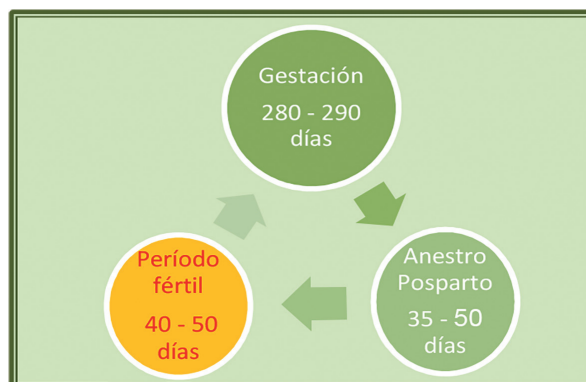 Gestación
280 - 290
días
Anestro
Posparto
35 - 50
días
Período
fértil
40 - 50
días